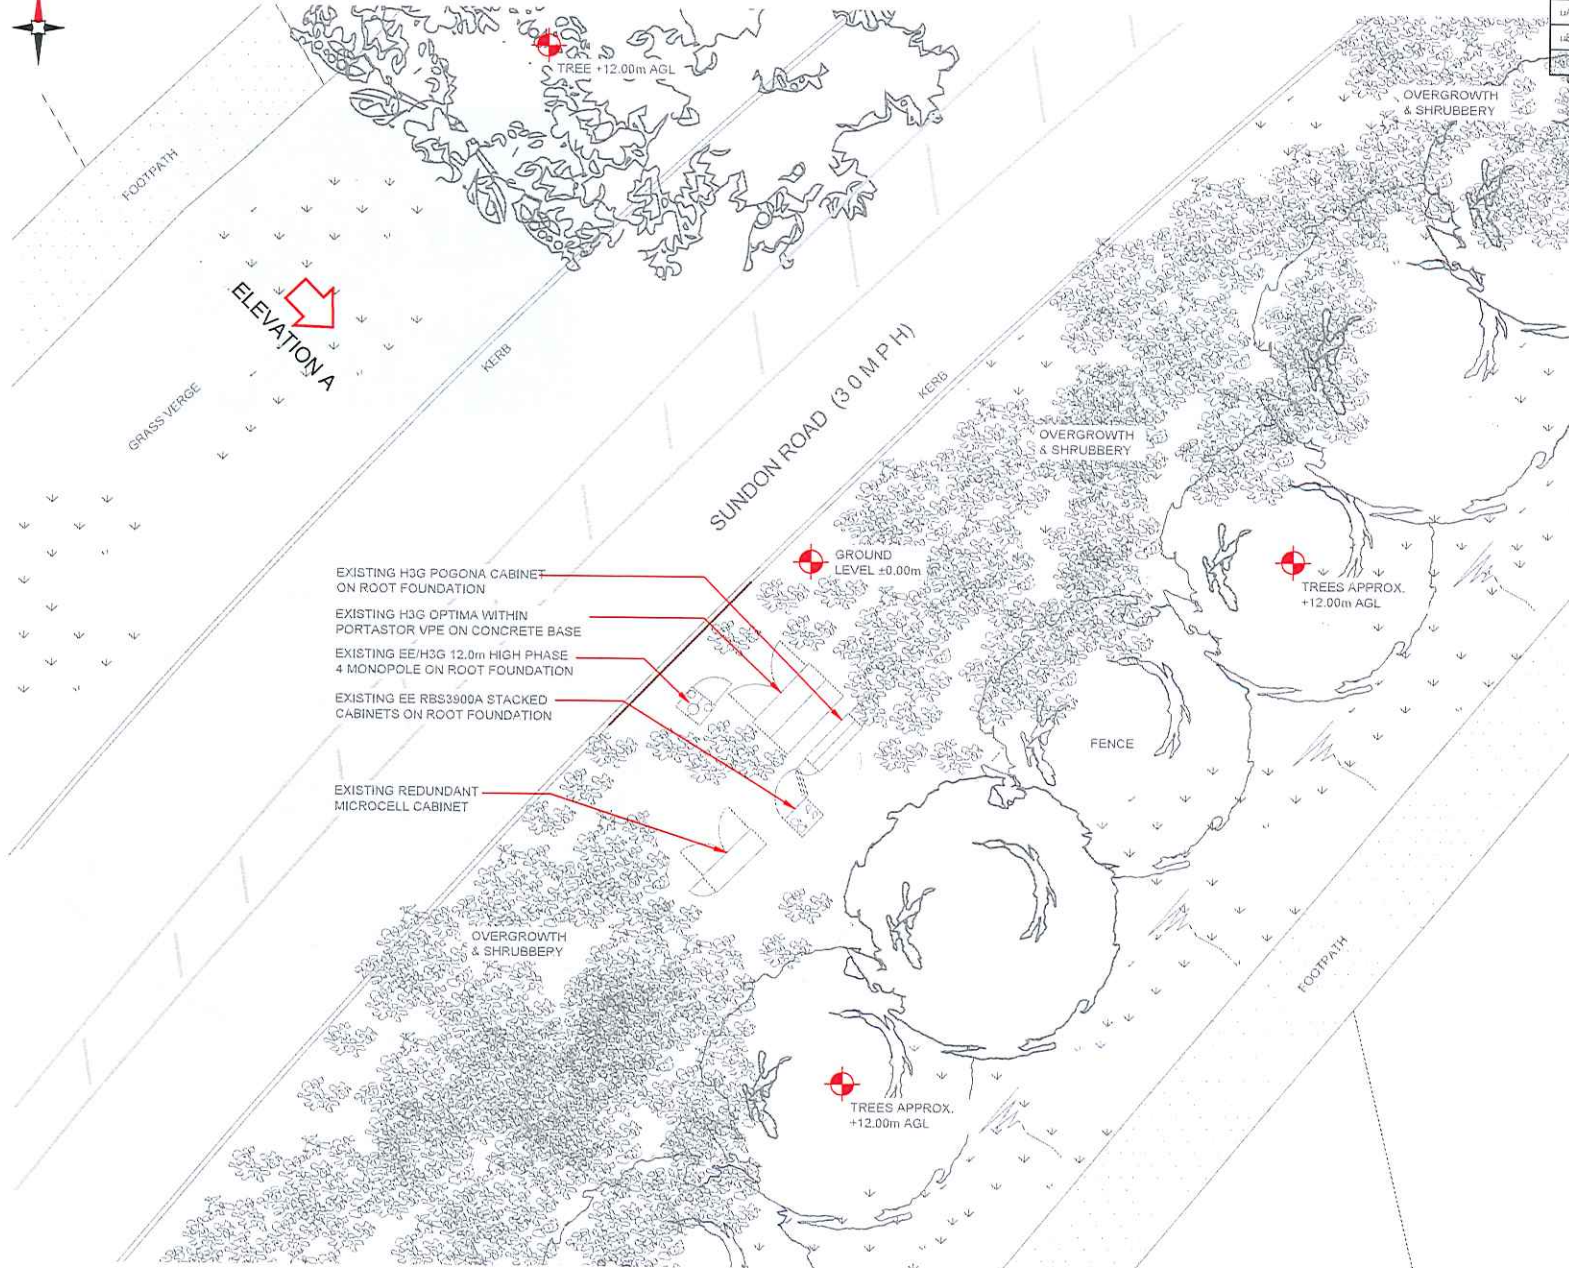 TREE +12.00m AGL
OVERGROWTH
& SHRUBBERY
FOOTPATH
ELEVATION A
GRASS VERGE
KERB
SUNDON ROAD (30MPH)
KERB
OVERGROWTH
& SHRUBBERY
GROUND
LEVEL ±0.00m
TREES APPROX.
+12.00m AGL
EXISTING H3G POGONA CABINET
ON ROOT FOUNDATION
EXISTING H3G OPTIMA WITHIN
PORTASTOR VPE ON CONCRETE BASE
EXISTING EE/H3G 12.0m HIGH PHASE
4 MONOPOLE ON ROOT FOUNDATION
EXISTING EE RBS3900A STACKED
CABINETS ON ROOT FOUNDATION
EXISTING REDUNDANT
MICROCELL CABINET
FENCE
OVERGROWTH
& SHRUBBERY
FOOTPATH
TREES APPROX.
+12.00m AGL